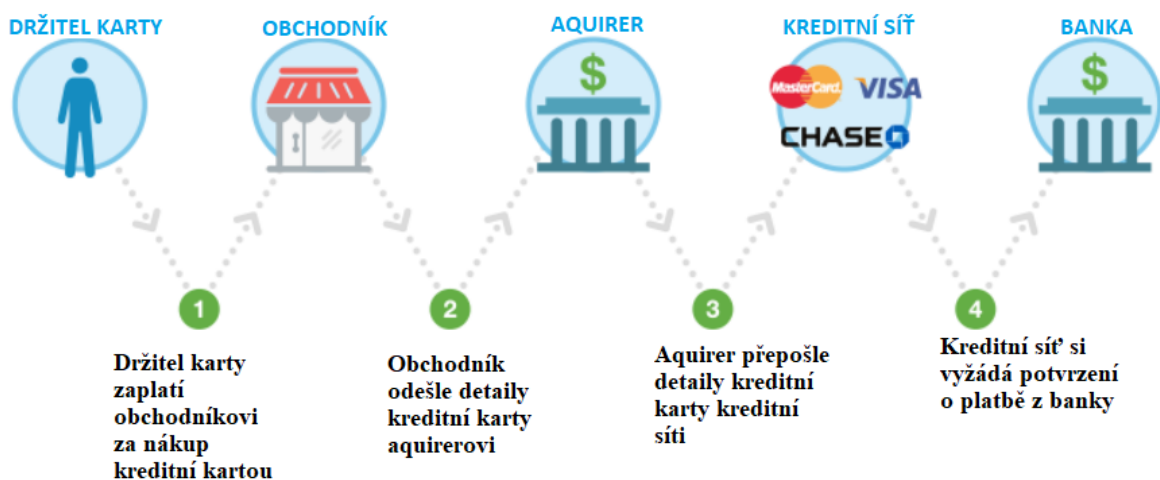 DRŽITEL KARTY
OBCHODNÍK
AQUIRER
KREDITNÍ SÍŤ
BANKA
$
MasterCard
VISA
CHASE
$
1
2
3
4
Držitel karty
zaplatí
obchodníkovi
za nákup
kreditní kartou
Obchodník
odešle detaily
kreditní karty
aquirerovi
Aquirer přepošle
detaily kreditní
karty kreditní
síti
Kreditní síť si
vyžádá potvrzení
o platbě z banky